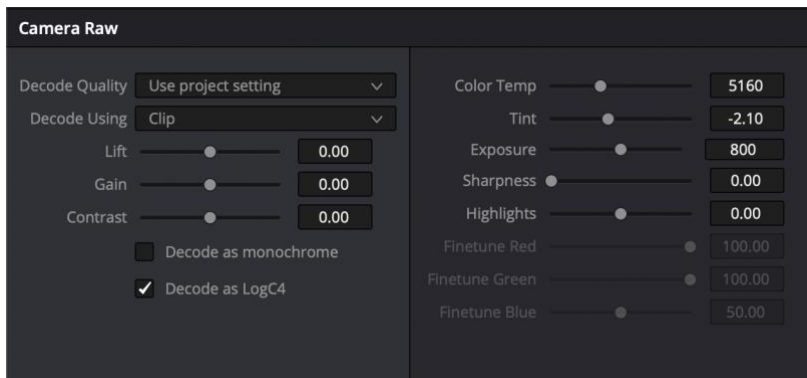 Camera Raw
Decode Quality Use project setting
Decode Using Clip
Lift 0.00
Gain 0.00
Contrast 0.00
Decode as monochrome
Decode as LogC4
Color Temp 5160
Tint -2.10
Exposure 800
Sharpness 0.00
Highlights 0.00
Finetune Red 100.00
Finetune Green 100.00
Finetune Blue 50.00